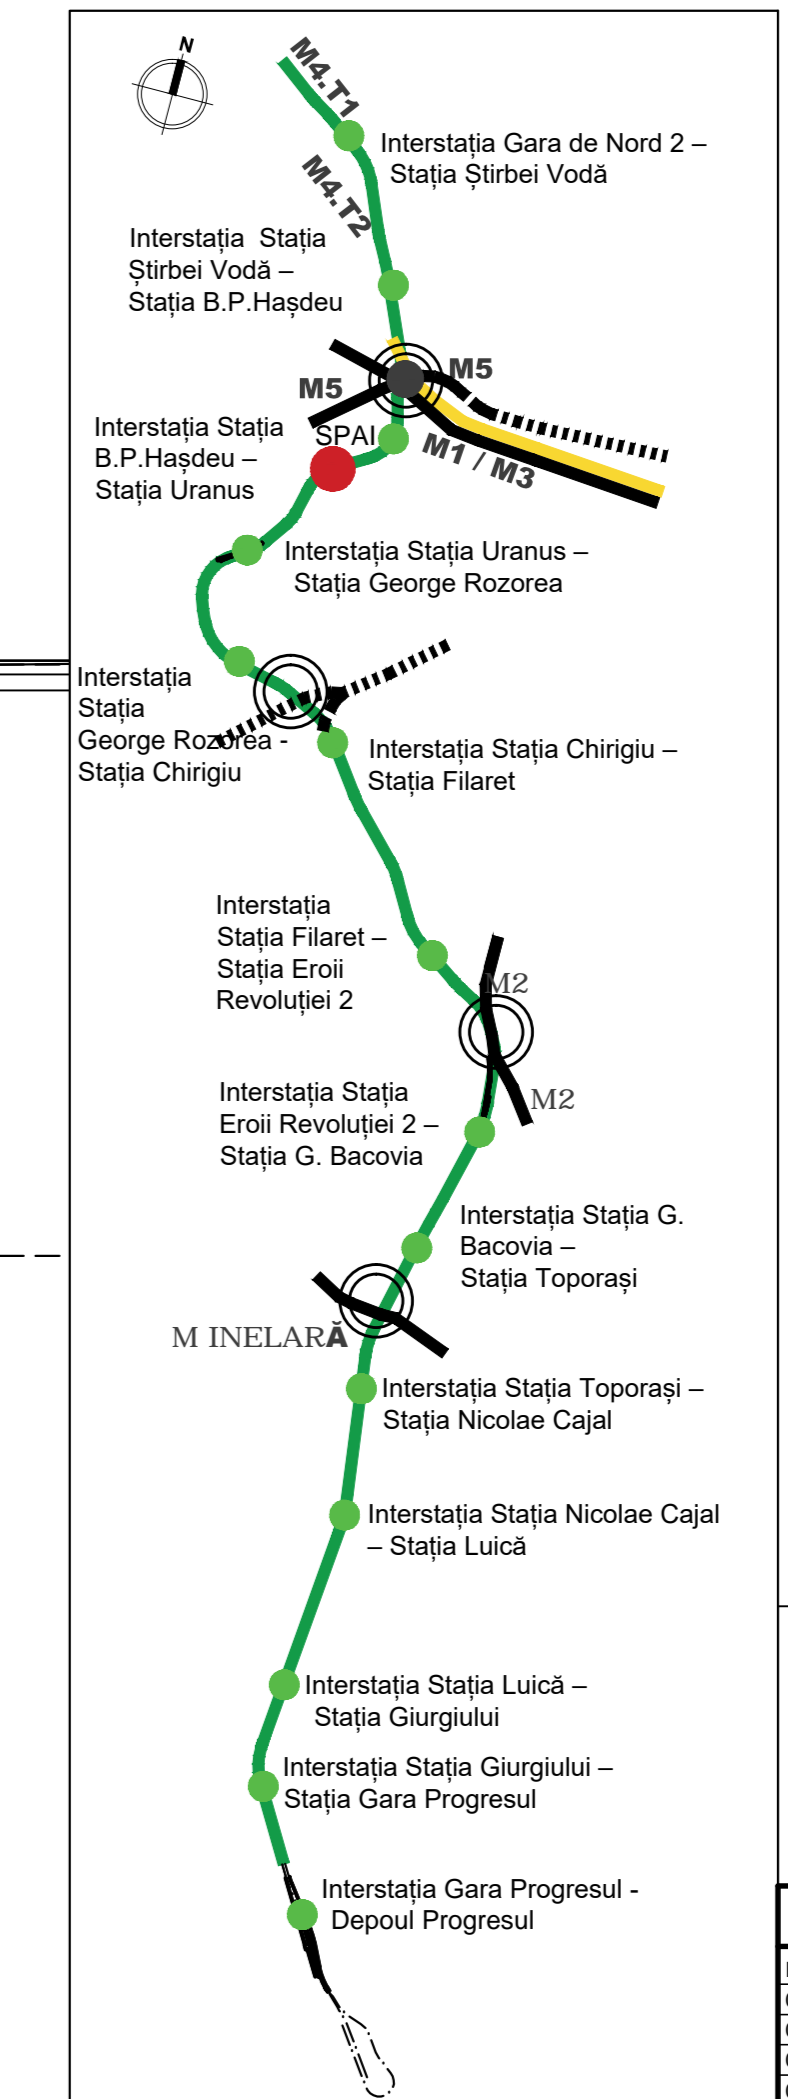 N
M4.T1
Interstația Gara de Nord 2 –
Stația Știrbei Vodă
M4.T2
Interstația Stația
Știrbei Vodă –
Stația B.P.Hașdeu
M5
M5
Interstația Stația
B.P.Hașdeu –
Stația Uranus
SPAI
M1 / M3
Interstația Stația Uranus –
Stația George Rozorea
Interstația
Stația
George Rozorea -
Stația Chirigiu
Interstația Stația Chirigiu –
Stația Filaret
Interstația
Stația Filaret –
Stația Eroii
Revoluției 2
M2
Interstația Stația
Eroii Revoluției 2 –
Stația G. Bacovia
M2
Interstația Stația G.
Bacovia –
Stația Toporași
M INELARĂ
Interstația Stația Toporași –
Stația Nicolae Cajal
Interstația Stația Nicolae Cajal
– Stația Luică
Interstația Stația Luică –
Stația Giurgiului
Interstația Stația Giurgiului –
Stația Gara Progresul
Interstația Gara Progresul -
Depoul Progresul